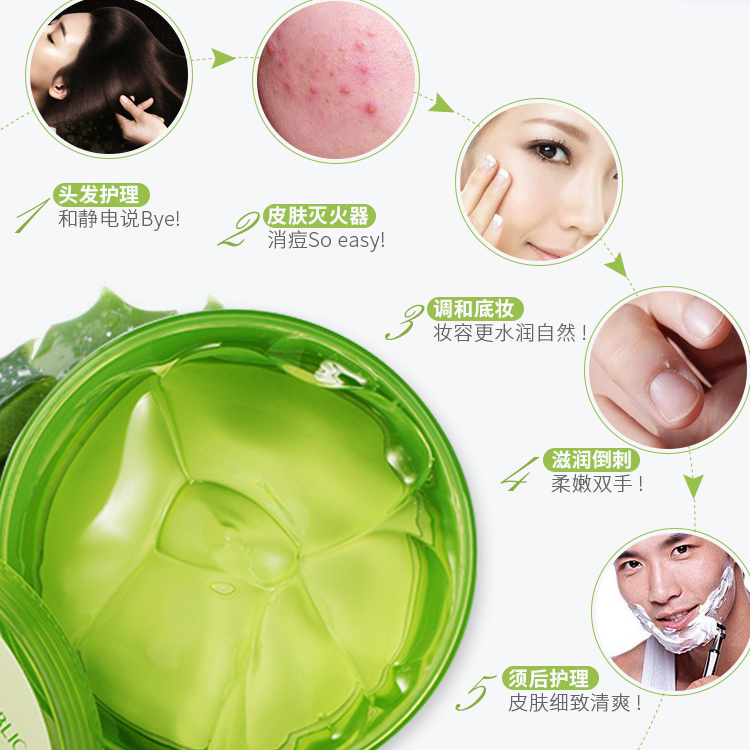 1
头发护理
和静电说Bye!
2
皮肤灭火器
消痘So easy!
3
调和底妆
妆容更水润自然！
4
滋润倒刺
柔嫩双手！
5
须后护理
皮肤细致清爽！
BLIC